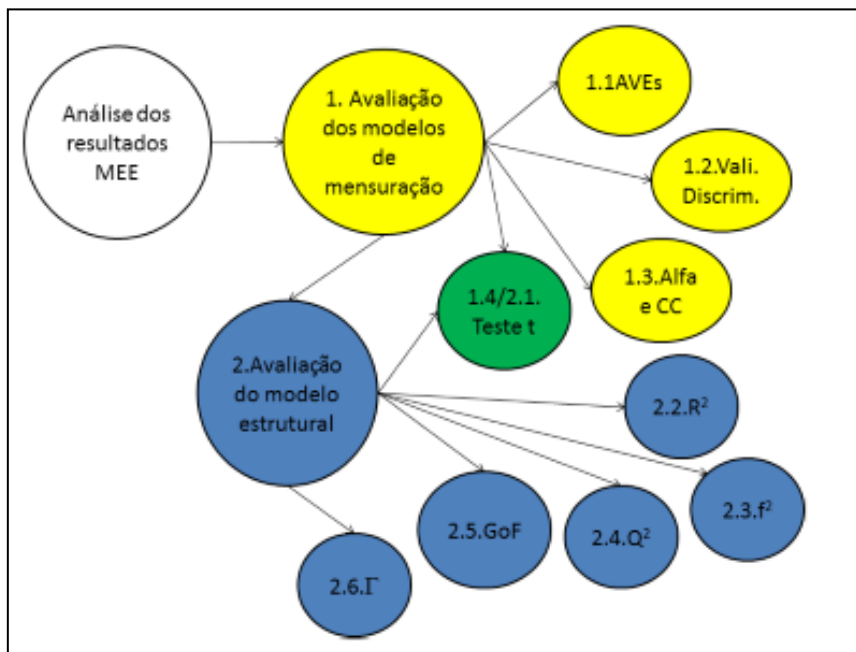 Análise dos
resultados
MEE
1. Avaliação
dos modelos
de
mensuração
1.1AVEs
1.2.Vali.
Discrim.
1.3.Alfa
e CC
1.4/2.1.
Teste t
2.Avaliação
do modelo
estrutural
2.2.R²
2.3.f²
2.4.Q²
2.5.GoF
2.6.Γ